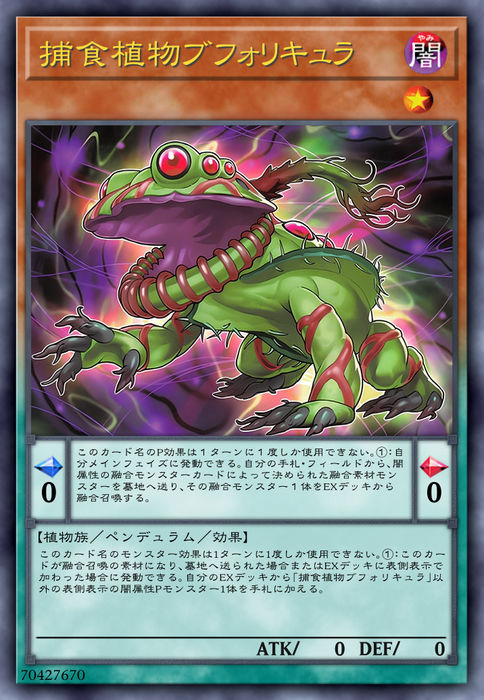 捕食植物ブフォリキュラ
やみ
闇
このカード名のP効果は1ターンに1度しか使用できない。①：自
分メインフェイズに発動できる。自分の手札・フィールドから、闇
属性の融合モンスターカードによって決められた融合素材モン
スターを墓地へ送り、その融合モンスター1体をEXデッキから
融合召喚する。
0
0
【植物族／ペンデュラム／効果】
このカード名のモンスター効果は1ターンに1度しか使用できない。①：このカー
ドが融合召喚の素材になり、墓地へ送られた場合またはEXデッキに表側表示で
加わった場合に発動できる。自分のEXデッキから「捕食植物ブフォリキュラ」以
外の表側表示の闇属性Pモンスター1体を手札に加える。
ATK/ 0 DEF/ 0
70427670